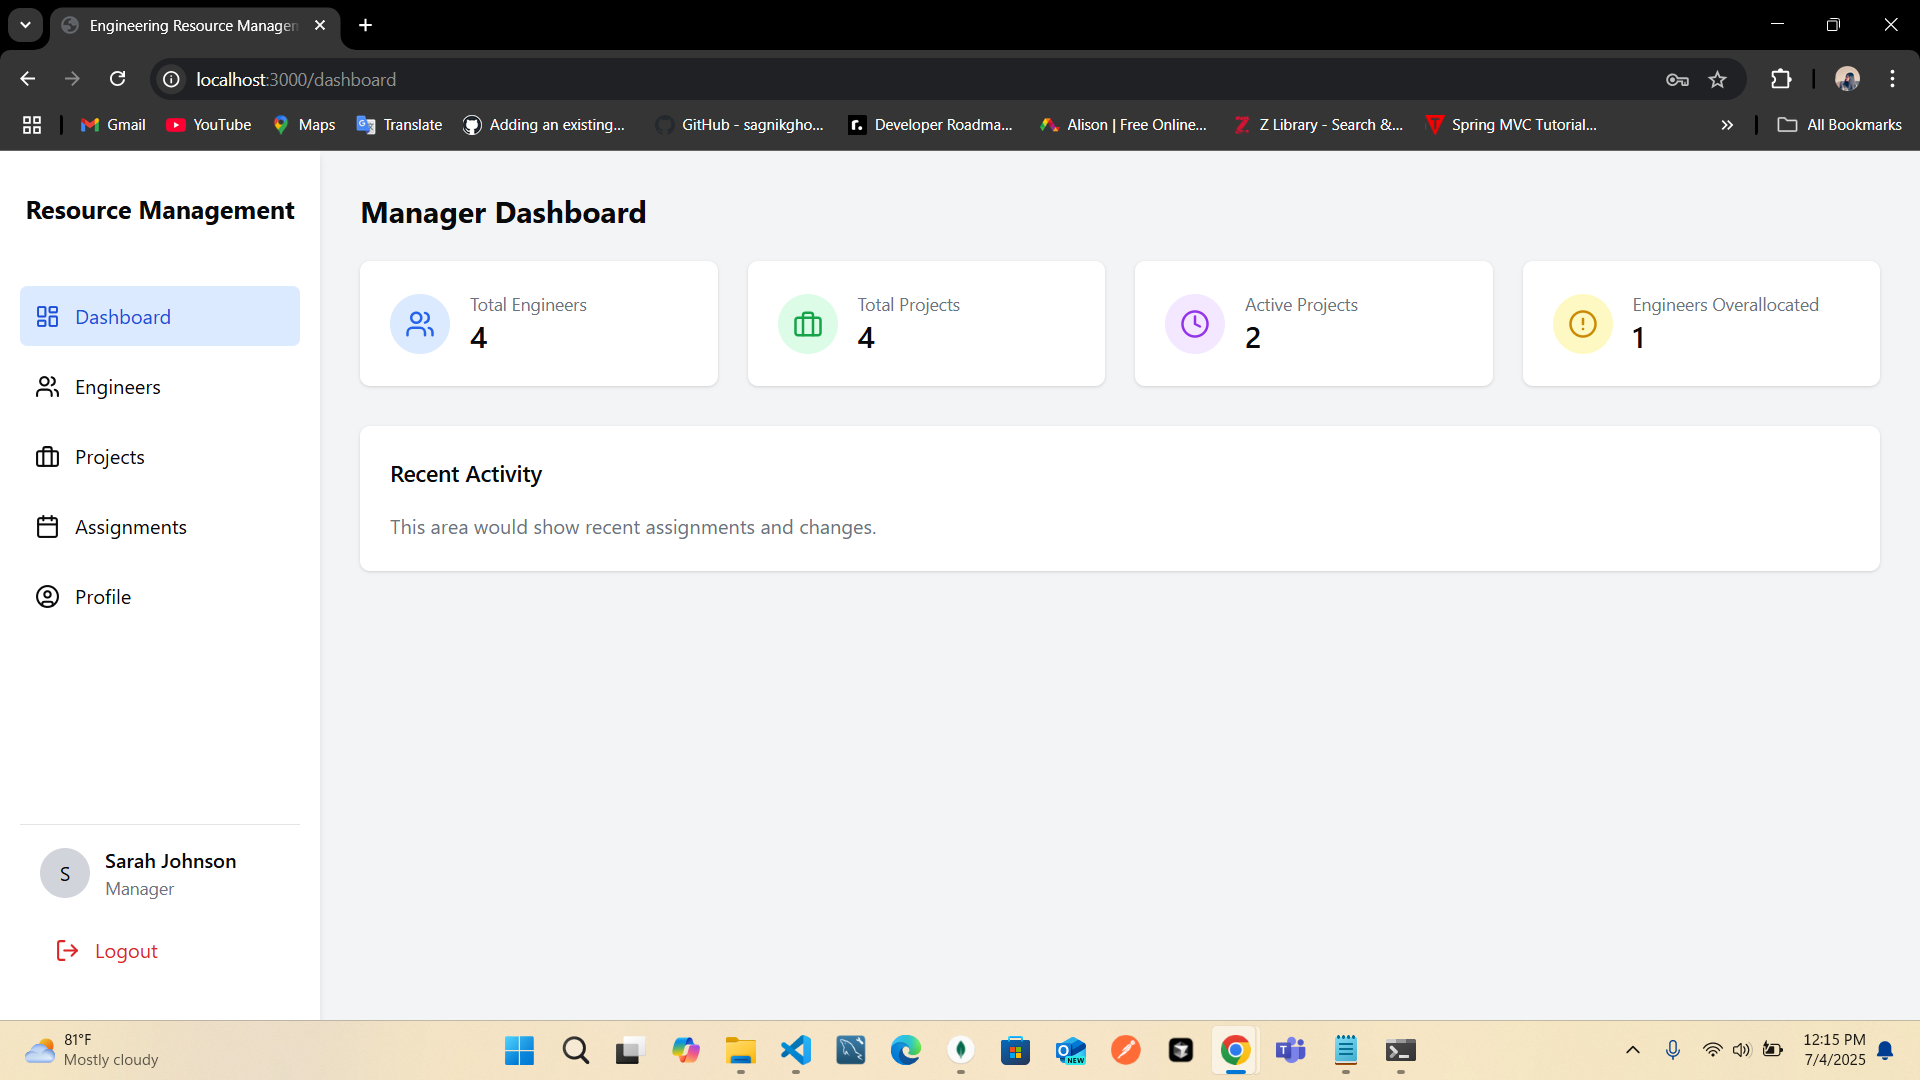 Engineering Resource Managen
localhost:3000/dashboard
Gmail
YouTube
Maps
Translate
Adding an existing...
GitHub - sagnikgho...
Developer Roadma...
Alison | Free Online...
Z Library - Search &...
Spring MVC Tutorial...
All Bookmarks
Resource Management
Dashboard
Engineers
Projects
Assignments
Profile
S
Sarah Johnson
Manager
Logout
Manager Dashboard
Total Engineers
4
Total Projects
4
Active Projects
2
Engineers Overallocated
1
Recent Activity
This area would show recent assignments and changes.
81°F
Mostly cloudy
NEW
12:15 PM
7/4/2025